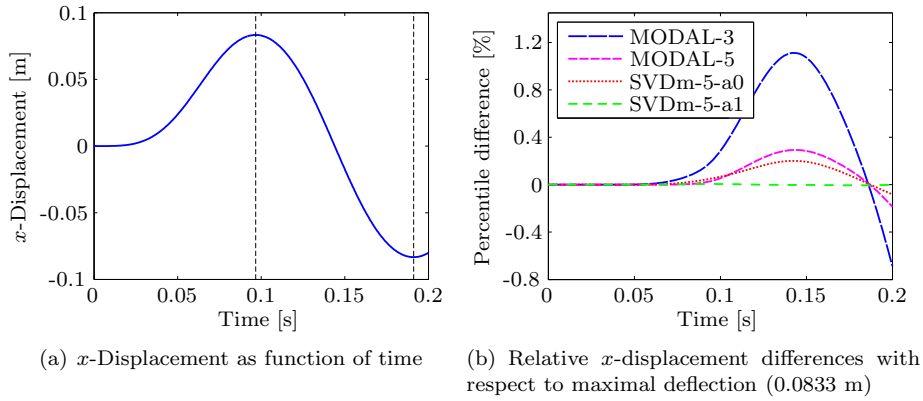 0.1
0.05
0
-0.05
-0.1
x-Displacement [m]
0
0.05
0.1
0.15
0.2
Time [s]
(a) x-Displacement as function of time
1.2
0.8
0.4
0
-0.4
-0.8
Percentile difference [%]
MODAL-3
MODAL-5
SVDm-5-a0
SVDm-5-a1
0
0.05
0.1
0.15
0.2
Time [s]
(b) Relative x-displacement differences with
respect to maximal deflection (0.0833 m)